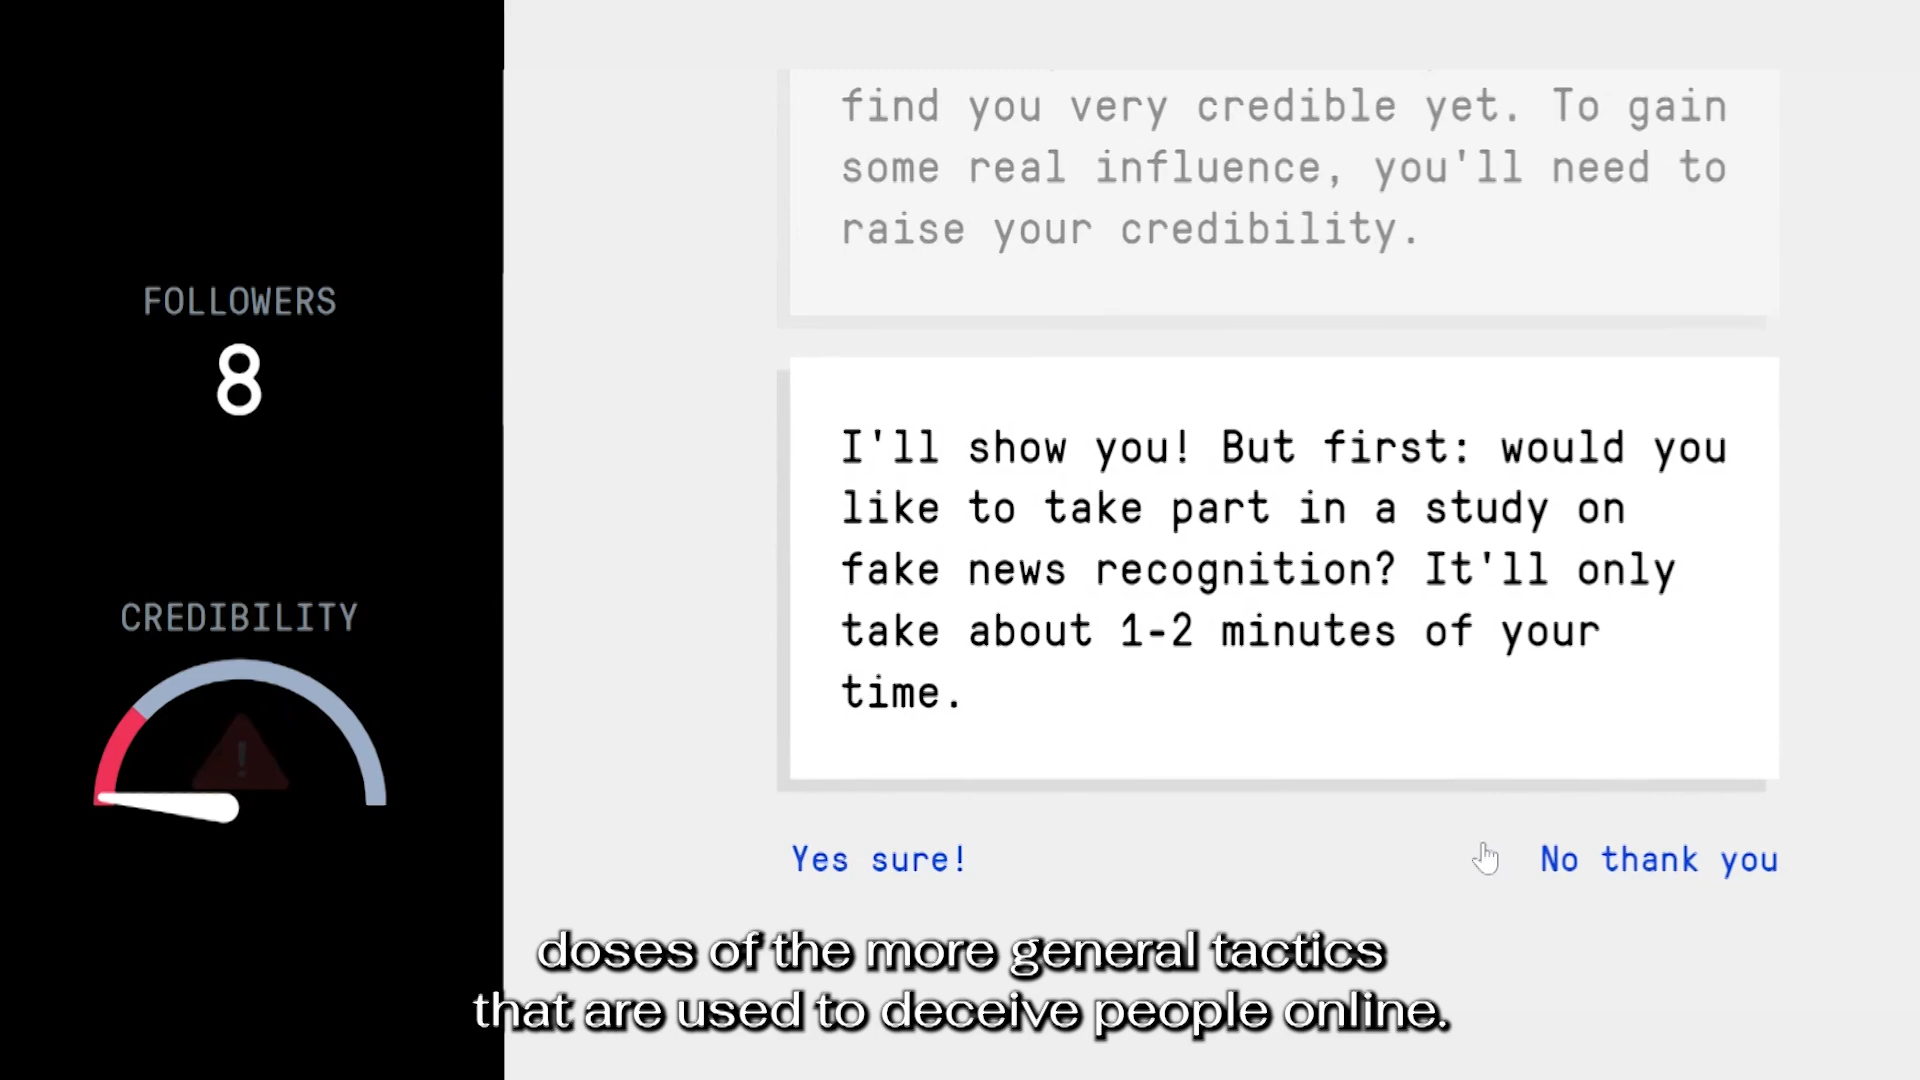 FOLLOWERS
8
CREDIBILITY
find you very credible yet. To gain
some real influence, you'll need to
raise your credibility.
I'll show you! But first: would you
like to take part in a study on
fake news recognition? It'll only
take about 1-2 minutes of your
time.
Yes sure!
No thank you
doses of the more general tactics
that are used to deceive people online.